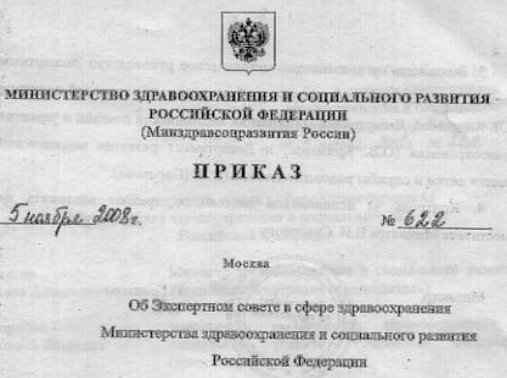 МИНИСТЕРСТВО ЗДРАВООХРАНЕНИЯ И СОЦИАЛЬНОГО РАЗВИТИЯ
РОССИЙСКОЙ ФЕДЕРАЦИИ
(Минздравсоцразвития России)
ПРИКАЗ
5 ноября 2008г. № 622
Москва
Об Экспертном совете в сфере здравоохранения
Министерства здравоохранения и социального развития
Российской Федерации